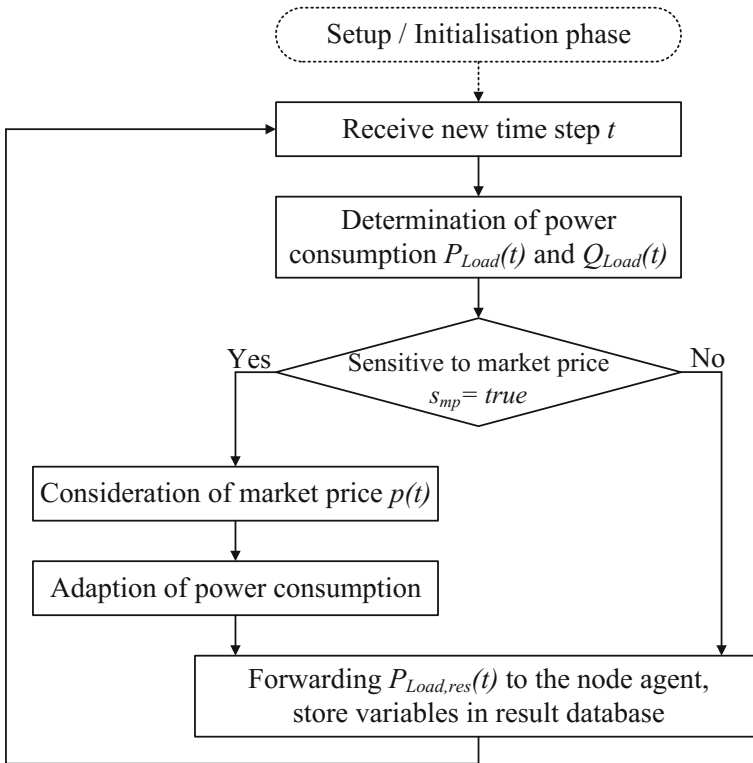 Setup / Initialisation phase
Receive new time step t
Determination of power
consumption P_Load(t) and Q_Load(t)
Sensitive to market price
s_mp= true
Yes
No
Consideration of market price p(t)
Adaption of power consumption
Forwarding P_Load,res(t) to the node agent,
store variables in result database